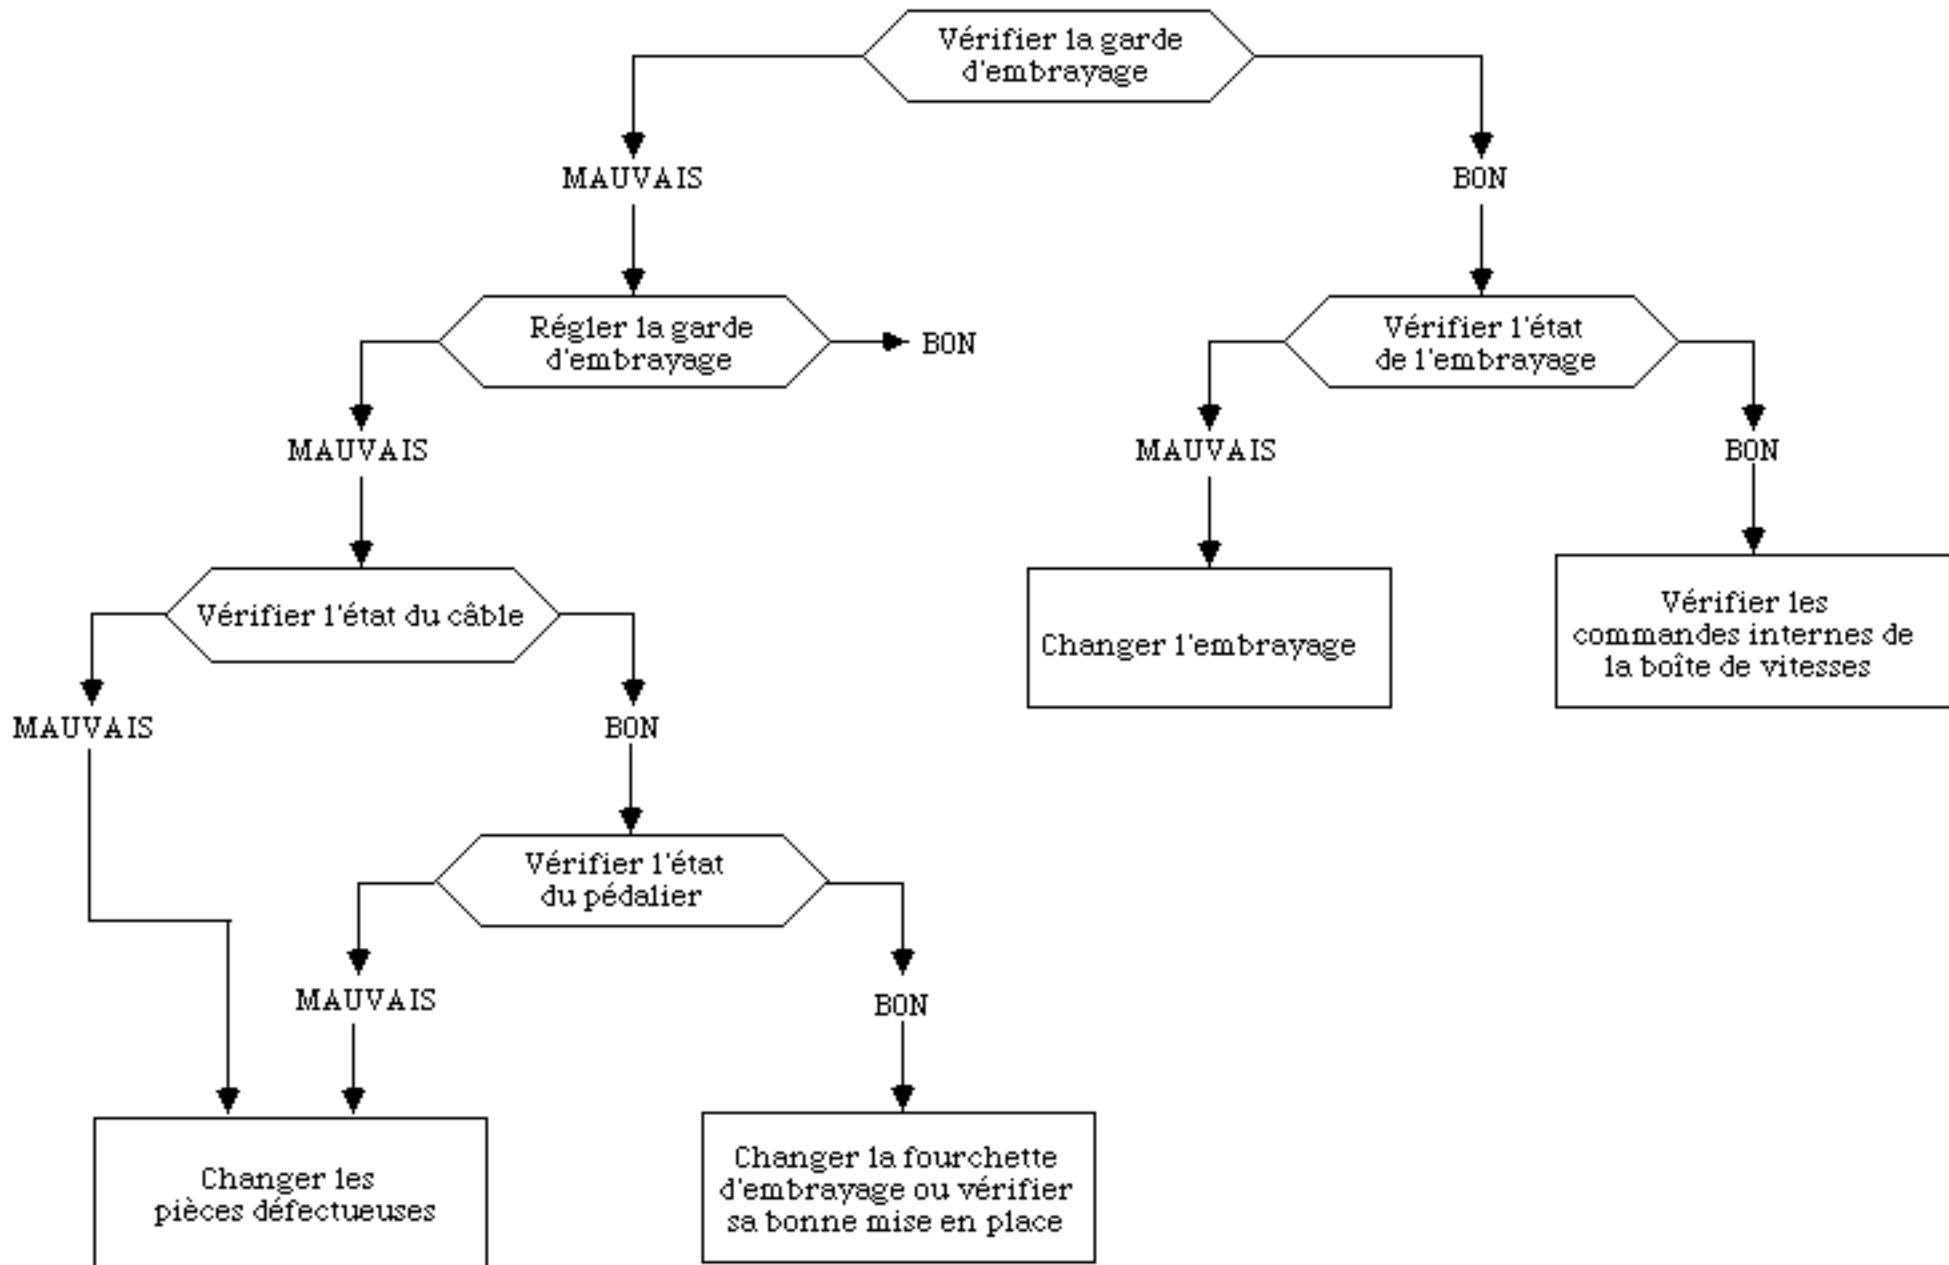 Vérifier la garde
d'embrayage
MAUVAIS
BON
Régler la garde
d'embrayage
BON
Vérifier l'état
de l'embrayage
MAUVAIS
MAUVAIS
BON
Vérifier l'état du câble
Changer l'embrayage
Vérifier les
commandes internes de
la boîte de vitesses
MAUVAIS
BON
Vérifier l'état
du pédalier
MAUVAIS
BON
Changer les
pièces défectueuses
Changer la fourchette
d'embrayage ou vérifier
sa bonne mise en place